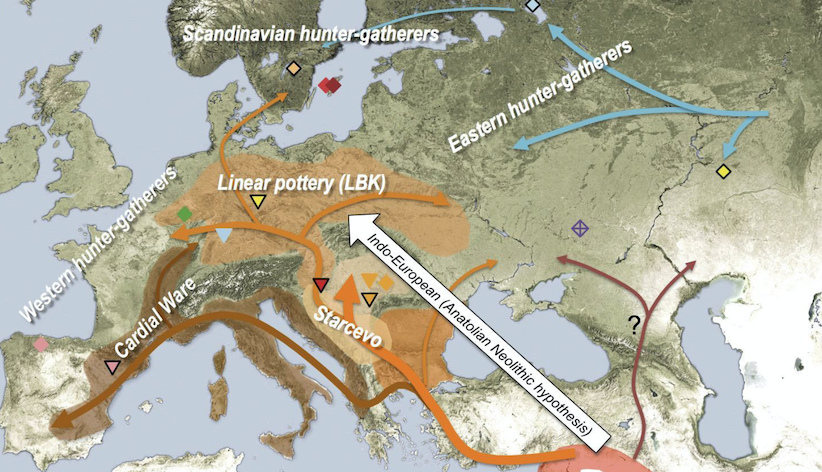 Scandinavian hunter-gatherers
Eastern hunter-gatherers
Linear pottery (LBK)
Western hunter-gatherers
Indo-European (Anatolian Neolithic hypothesis)
Cardial Ware
Starcevo
?